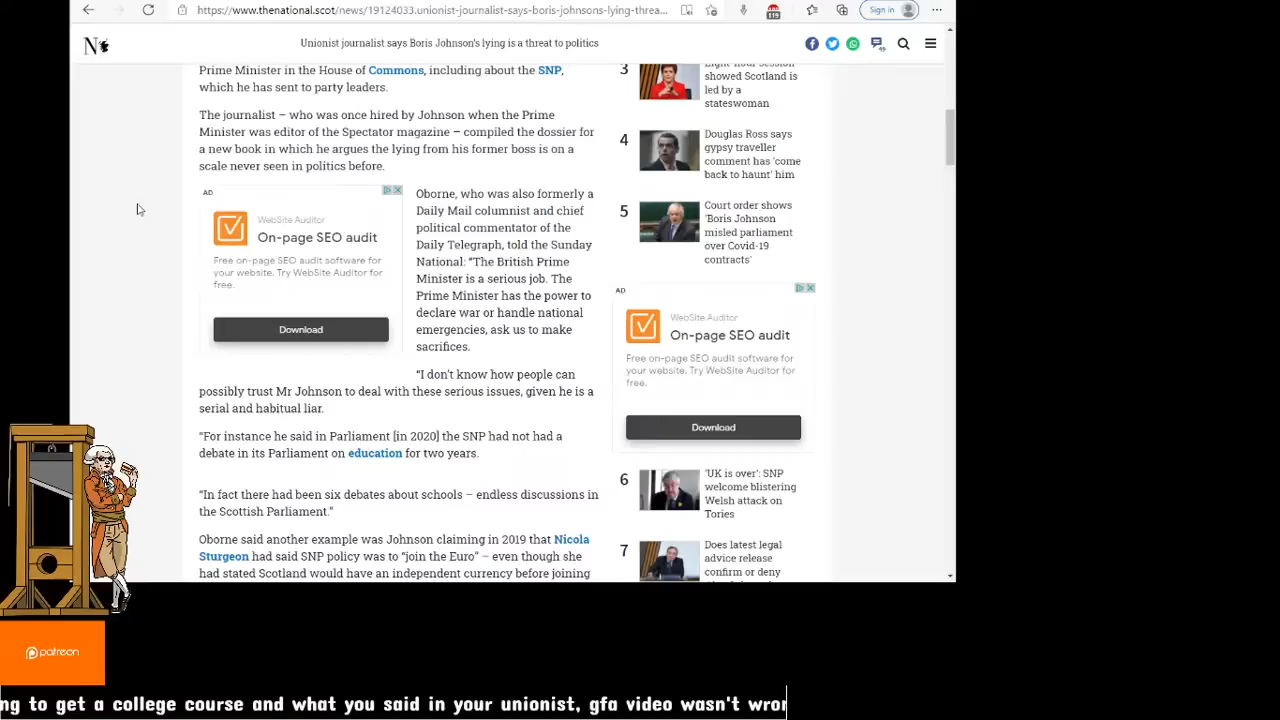 https://www.thenational.scot/news/19124033.unionist-journalist-says-boris-johnsons-lying-threa...
119
Sign in
N
Unionist journalist says Boris Johnson's lying is a threat to politics
Prime Minister in the House of Commons, including about the SNP,
which he has sent to party leaders.
The journalist – who was once hired by Johnson when the Prime
Minister was editor of the Spectator magazine – compiled the dossier for
a new book in which he argues the lying from his former boss is on a
scale never seen in politics before.
AD
WebSite Auditor
On-page SEO audit
Free on-page SEO audit software for
your website. Try WebSite Auditor for
free.
Download
Oborne, who was also formerly a
Daily Mail columnist and chief
political commentator of the
Daily Telegraph, told the Sunday
National: “The British Prime
Minister is a serious job. The
Prime Minister has the power to
declare war or handle national
emergencies, ask us to make
sacrifices.
“I don’t know how people can
possibly trust Mr Johnson to deal with these serious issues, given he is a
serial and habitual liar.
“For instance he said in Parliament [in 2020] the SNP had not had a
debate in its Parliament on education for two years.
“In fact there had been six debates about schools – endless discussions in
the Scottish Parliament.”
Oborne said another example was Johnson claiming in 2019 that Nicola
Sturgeon had said SNP policy was to “join the Euro” – even though she
had stated Scotland would have an independent currency before joining
3
Eight-hour session
showed Scotland is
led by a
stateswoman
4
Douglas Ross says
gypsy traveller
comment has 'come
back to haunt' him
5
Court order shows
'Boris Johnson
misled parliament
over Covid-19
contracts'
AD
WebSite Auditor
On-page SEO audit
Free on-page SEO audit software for
your website. Try WebSite Auditor for
free.
Download
6
'UK is over': SNP
welcome blistering
Welsh attack on
Tories
7
Does latest legal
advice release
confirm or deny
patreon
ng to get a college course and what you said in your unionist, gfa video wasn't wron